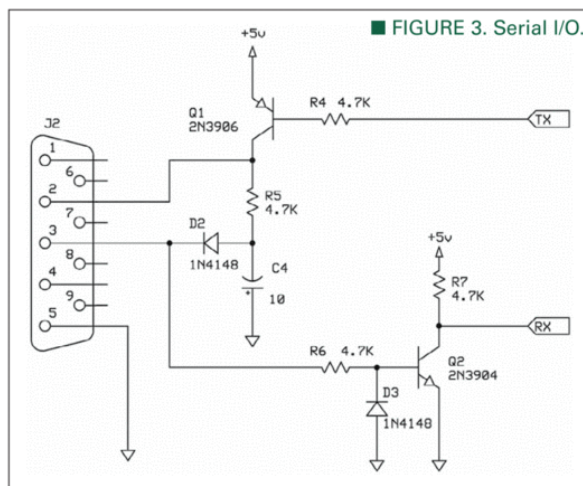 ■ FIGURE 3. Serial I/O.
+5v
Q1
2N3906
R4 4.7K
TX
J2
1
6
2
7
3
8
4
9
5
R5
4.7K
D2
1N4148
C4
+
10
+5v
R7
4.7K
RX
R6 4.7K
Q2
2N3904
D3
1N4148